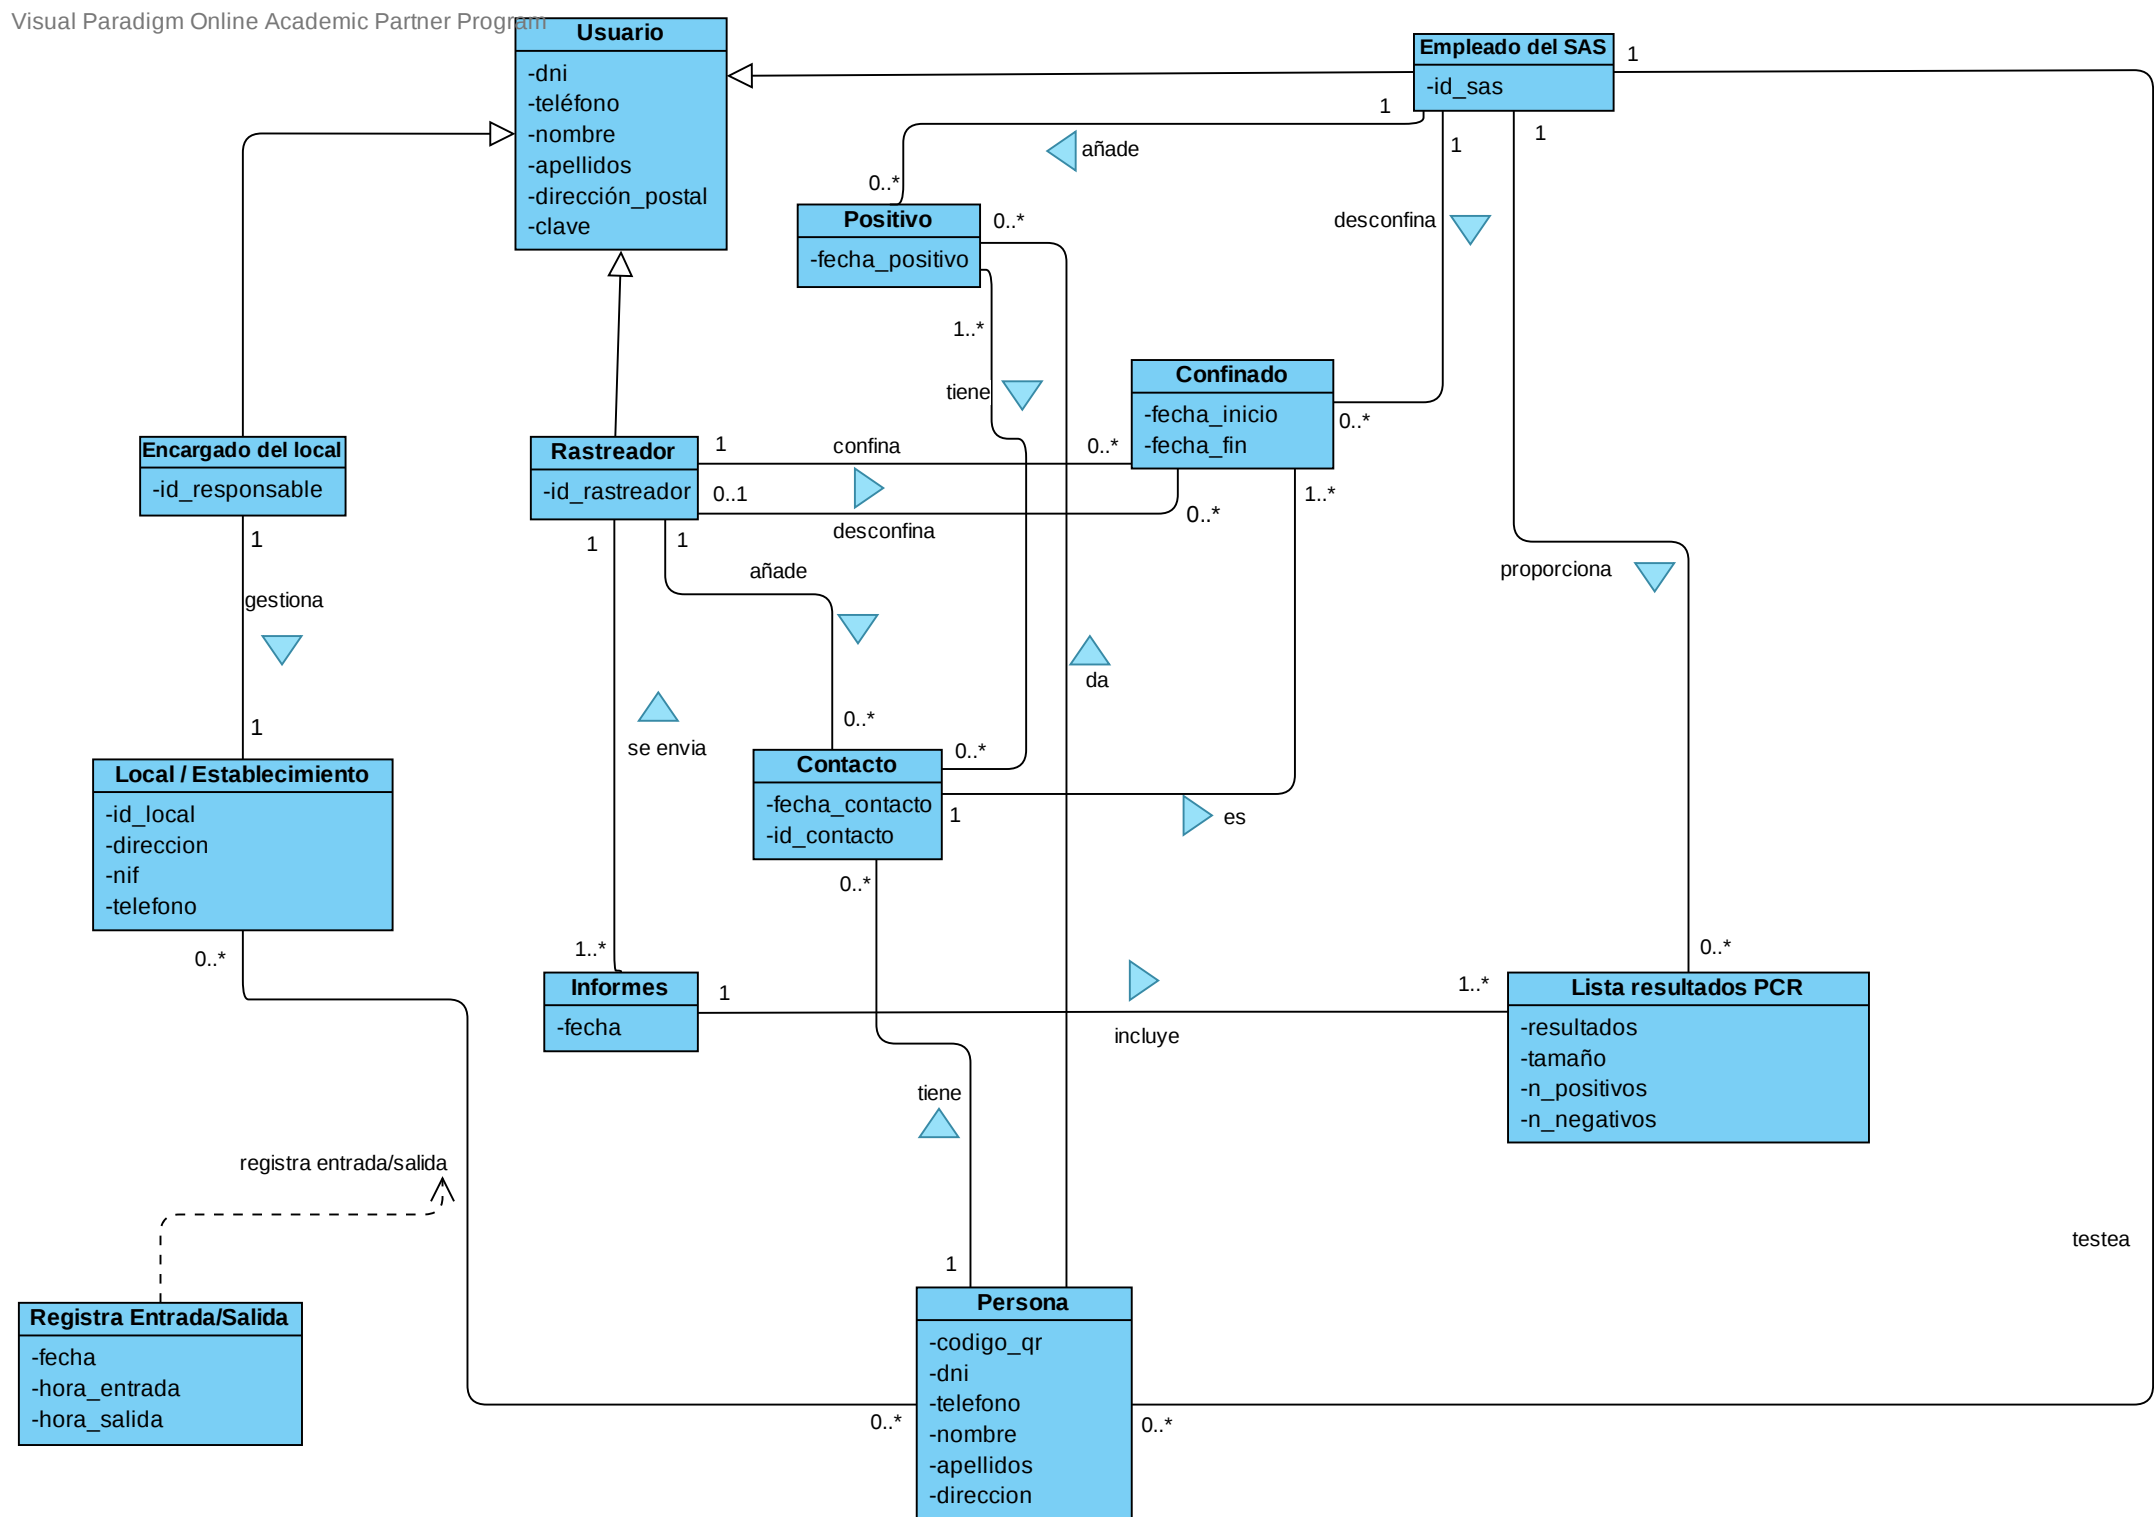 Visual Paradigm Online Academic Partner Program
Usuario
-dni
-teléfono
-nombre
-apellidos
-dirección_postal
-clave
Empleado del SAS
-id_sas
1
1
1
1
añade
desconfina
0..*
Positivo
-fecha_positivo
0..*
1..*
tiene
Confinado
-fecha_inicio
-fecha_fin
0..*
Encargado del local
-id_responsable
Rastreador
-id_rastreador
1
confina
0..*
0..1
desconfina
0..*
1..*
1
1
1
añade
proporciona
gestiona
da
se envia
1
0..*
0..*
Local / Establecimiento
-id_local
-direccion
-nif
-telefono
Contacto
-fecha_contacto
-id_contacto
1
es
0..*
0..*
1..*
0..*
Informes
-fecha
1
incluye
1..*
Lista resultados PCR
-resultados
-tamaño
-n_positivos
-n_negativos
tiene
registra entrada/salida
testea
1
Registra Entrada/Salida
-fecha
-hora_entrada
-hora_salida
Persona
-codigo_qr
-dni
-telefono
-nombre
-apellidos
-direccion
0..*
0..*